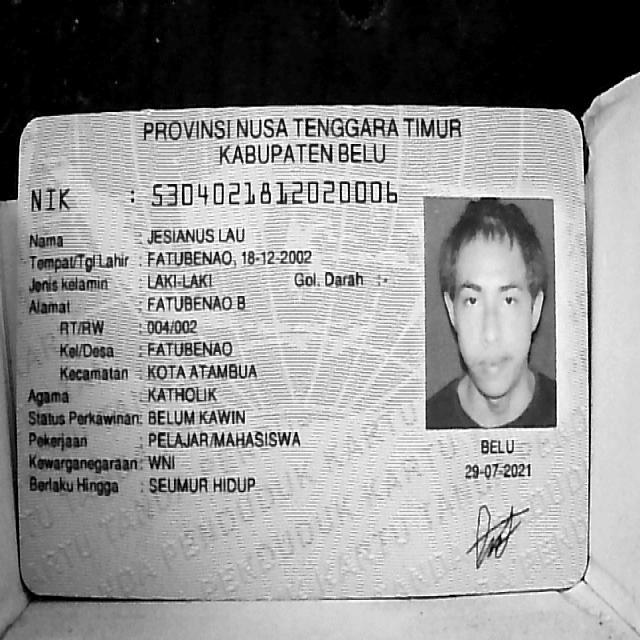 PROVINSI NUSA TENGGARA TIMUR
KABUPATEN BELU
NIK : 5304021812020006
Nama : JESIANUS LAU
Tempat/Tgl Lahir : FATUBENAO, 18-12-2002
Jenis kelamin : LAKI-LAKI Gol. Darah : -
Alamat : FATUBENAO B
RT/RW : 004/002
Kel/Desa : FATUBENAO
Kecamatan : KOTA ATAMBUA
Agama : KATHOLIK
Status Perkawinan: BELUM KAWIN
Pekerjaan : PELAJAR/MAHASISWA
Kewarganegaraan : WNI
Berlaku Hingga : SEUMUR HIDUP
BELU
29-07-2021